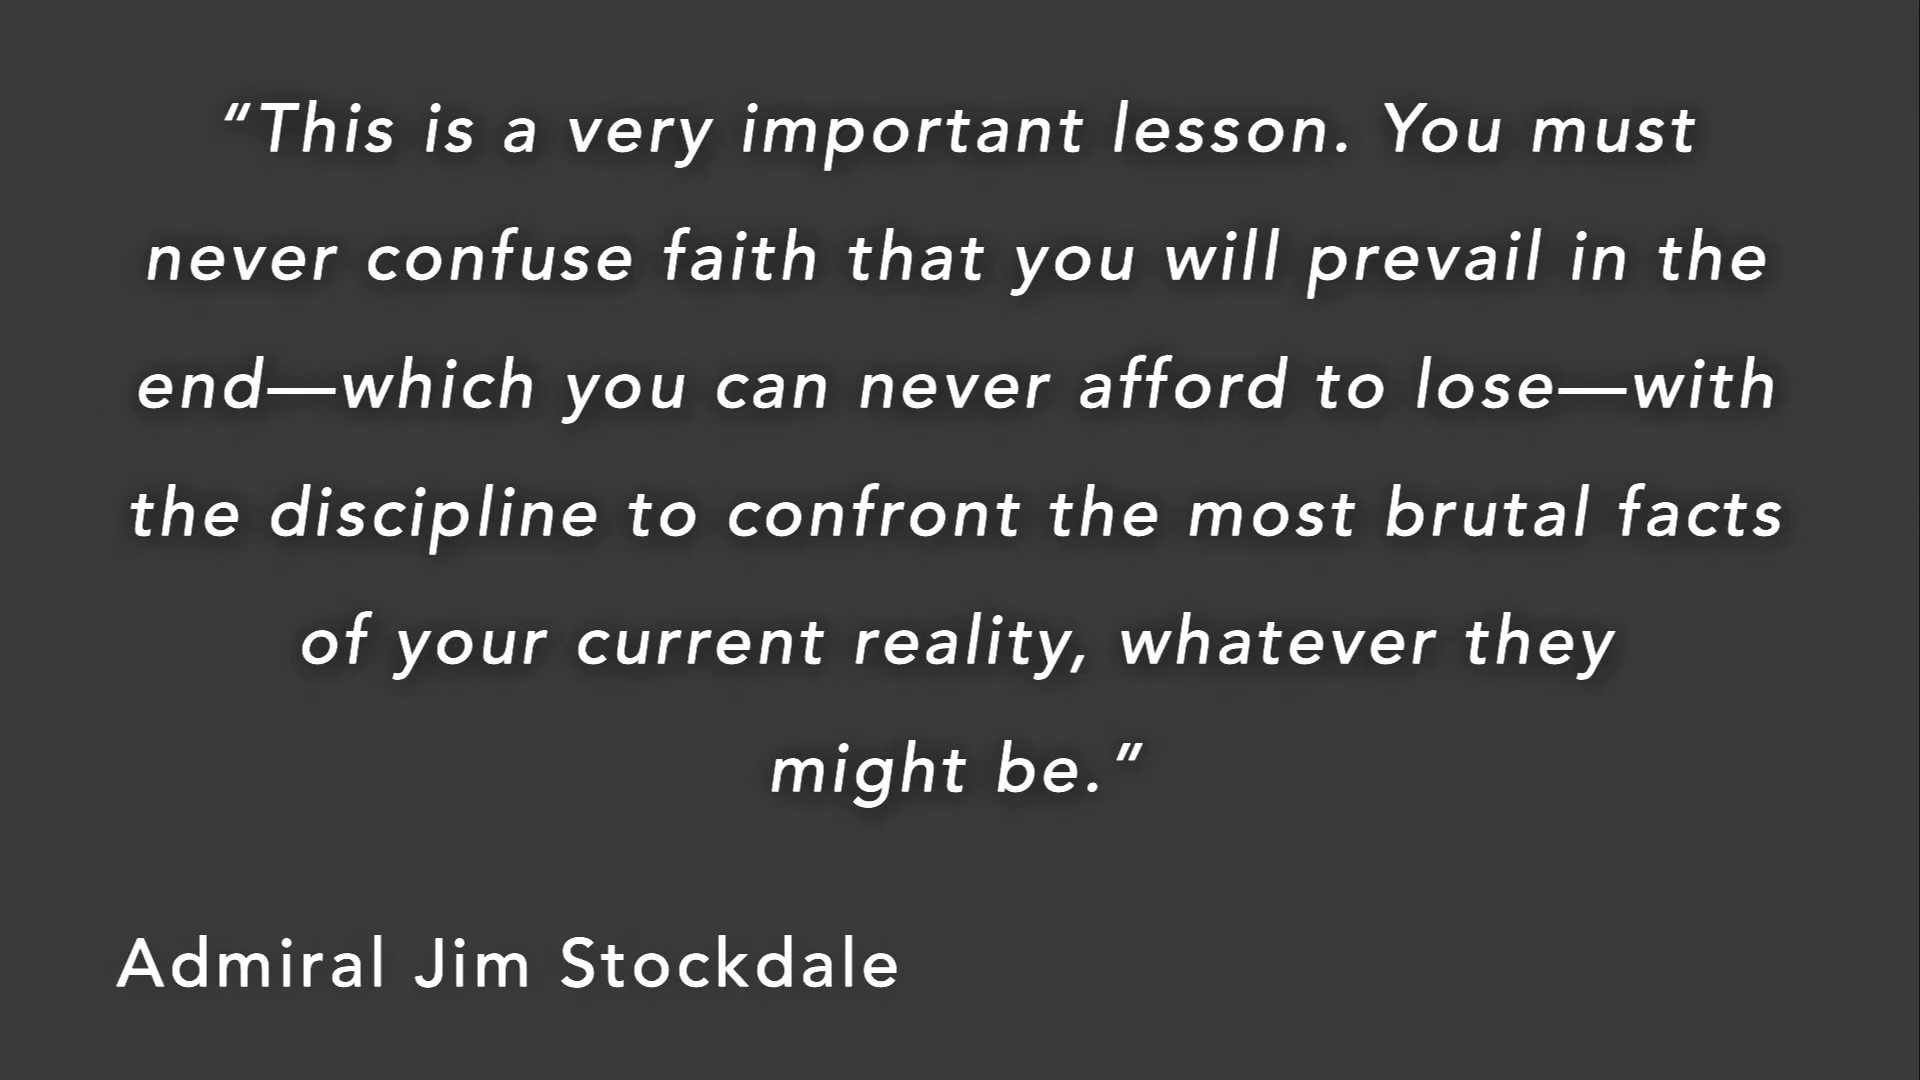 “This is a very important lesson. You must
never confuse faith that you will prevail in the
end—which you can never afford to lose—with
the discipline to confront the most brutal facts
of your current reality, whatever they
might be.”
Admiral Jim Stockdale